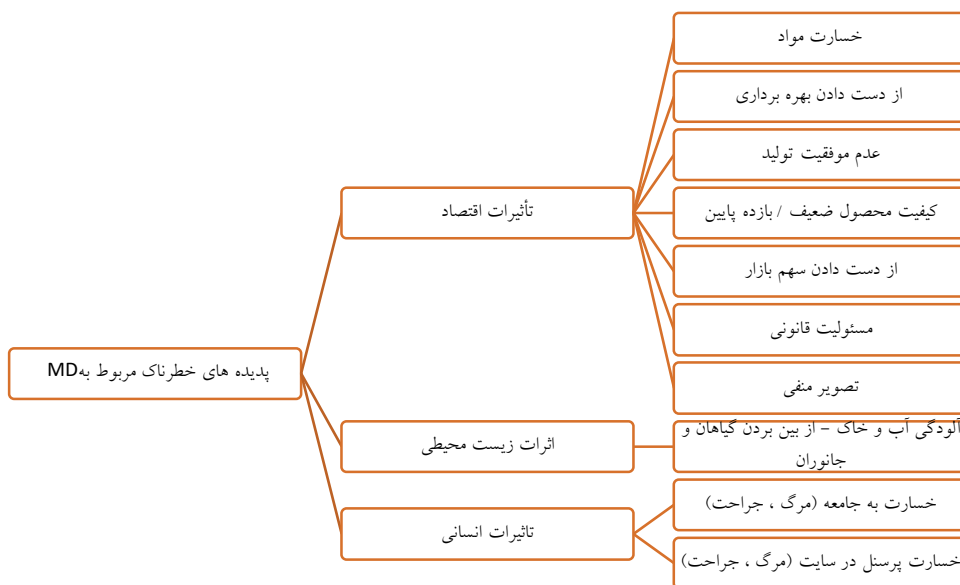 پدیده های خطرناک مربوط بهMD
تأثیرات اقتصاد
خسارت مواد
از دست دادن بهره برداری
عدم موفقیت تولید
کیفیت محصول ضعیف / بازده پایین
از دست دادن سهم بازار
مسئولیت قانونی
تصویر منفی
اثرات زیست محیطی
آلودگی آب و خاک – از بین بردن گیاهان و
جانوران
تاثیرات انسانی
خسارت به جامعه (مرگ ، جراحت)
خسارت پرسنل در سایت (مرگ ، جراحت)